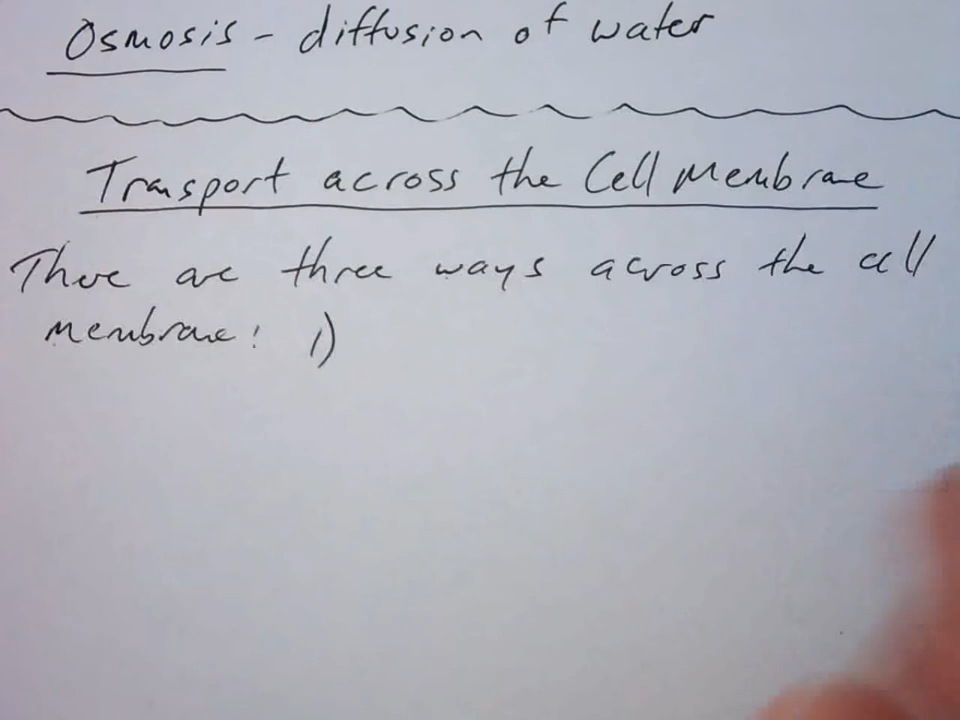 Osmosis - diffusion of water
Transport across the Cell Membrane
There are three ways across the cell
membrane: 1)